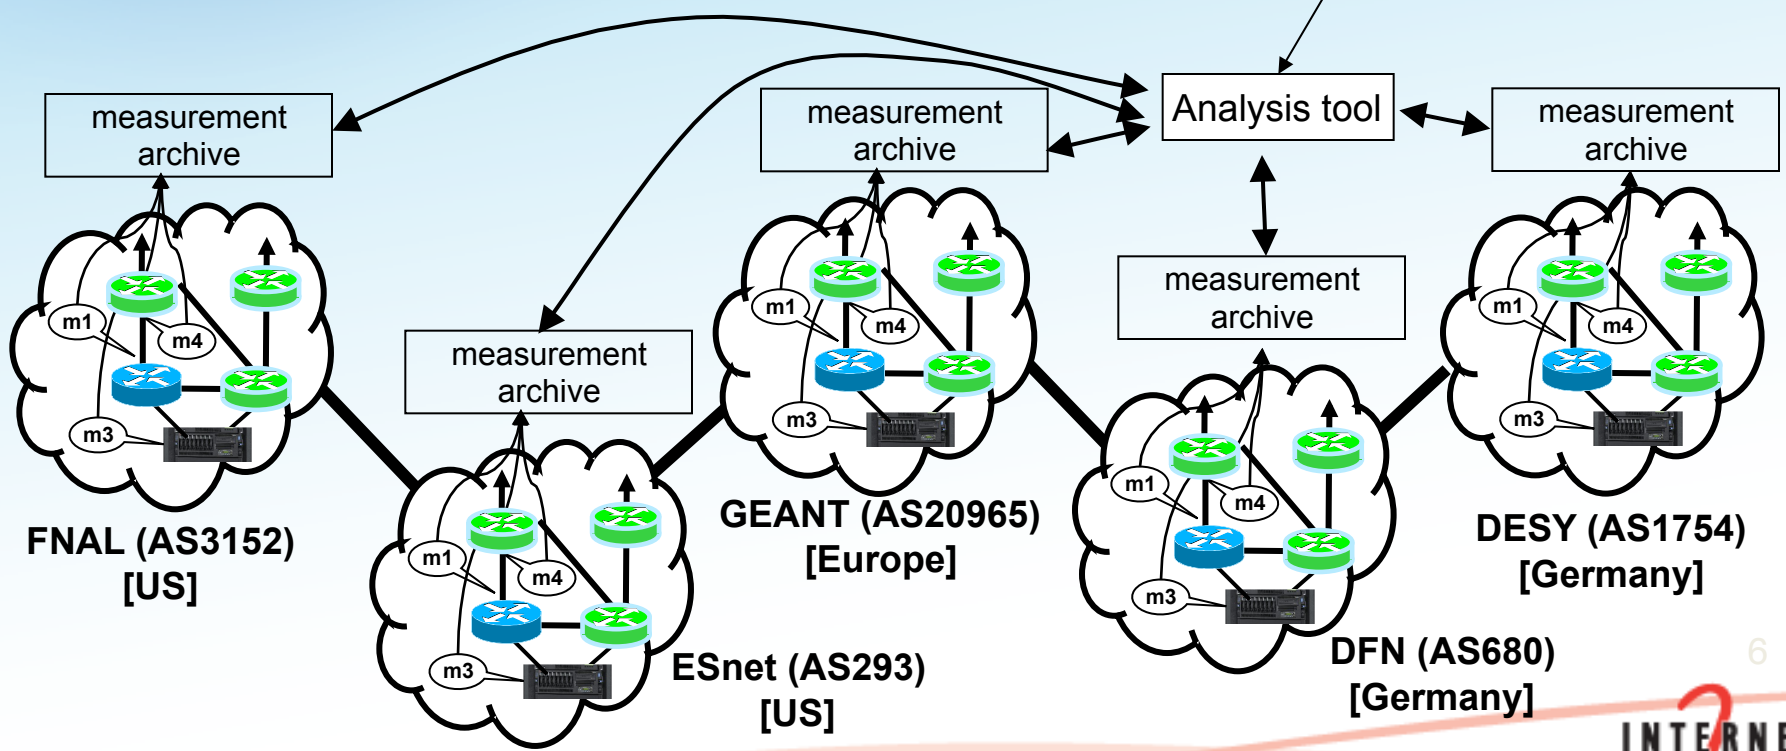 measurement
archive
measurement
archive
Analysis tool
measurement
archive
measurement
archive
measurement
archive
m1
m4
m3
m1
m4
m3
m1
m4
m3
m1
m4
m3
m1
m4
m3
FNAL (AS3152)
[US]
ESnet (AS293)
[US]
GEANT (AS20965)
[Europe]
DFN (AS680)
[Germany]
DESY (AS1754)
[Germany]
6
INTERNE